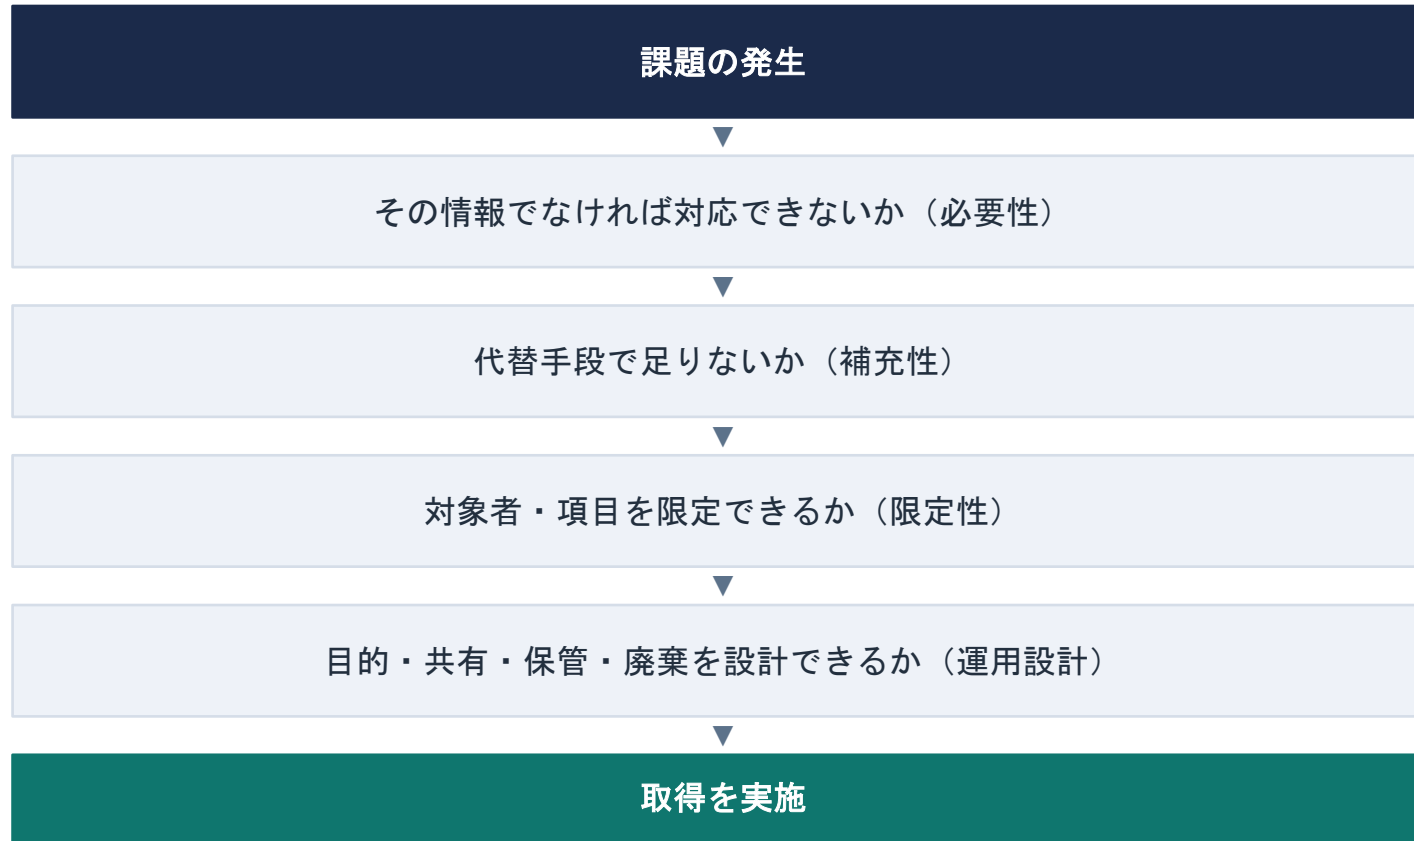 課題の発生
▼
その情報でなければ対応できないか（必要性）
▼
代替手段で足りないか（補充性）
▼
対象者・項目を限定できるか（限定性）
▼
目的・共有・保管・廃棄を設計できるか（運用設計）
▼
取得を実施